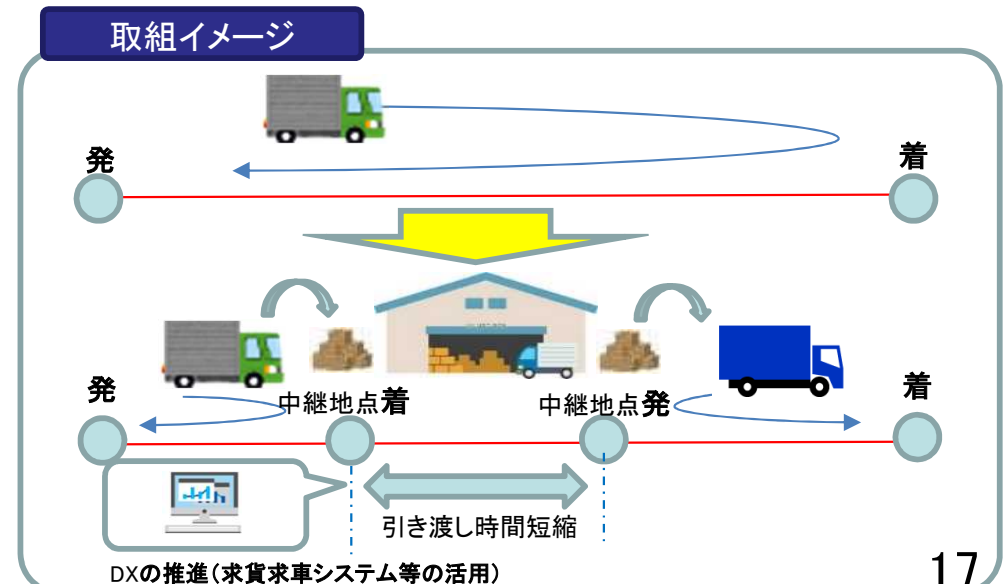 取組イメージ
発
着
発
中継地点着
中継地点発
着
引き渡し時間短縮
DXの推進(求貨求車システム等の活用)
17